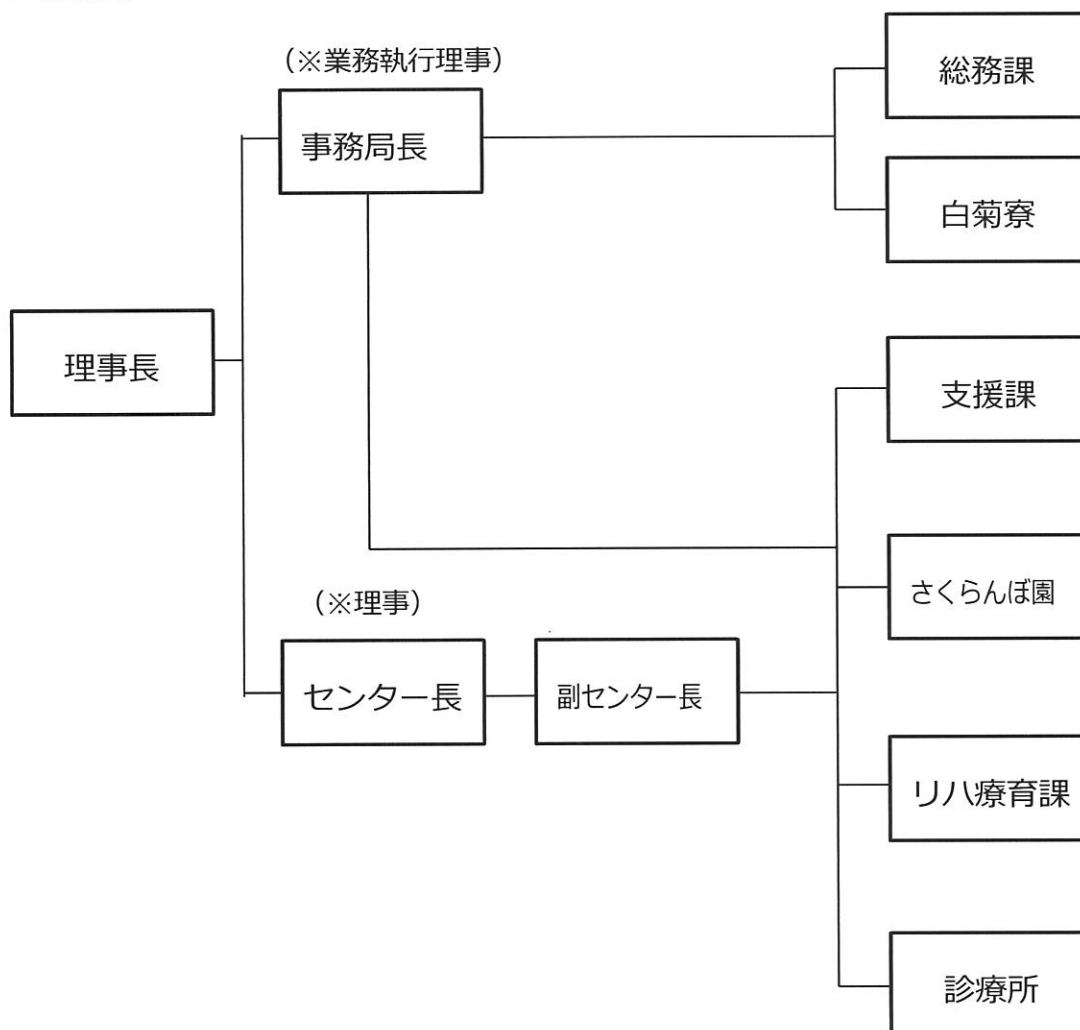 （※業務執行理事）
事務局長
総務課
白菊寮
理事長
支援課
さくらんぼ園
（※理事）
センター長
副センター長
リハ療育課
診療所